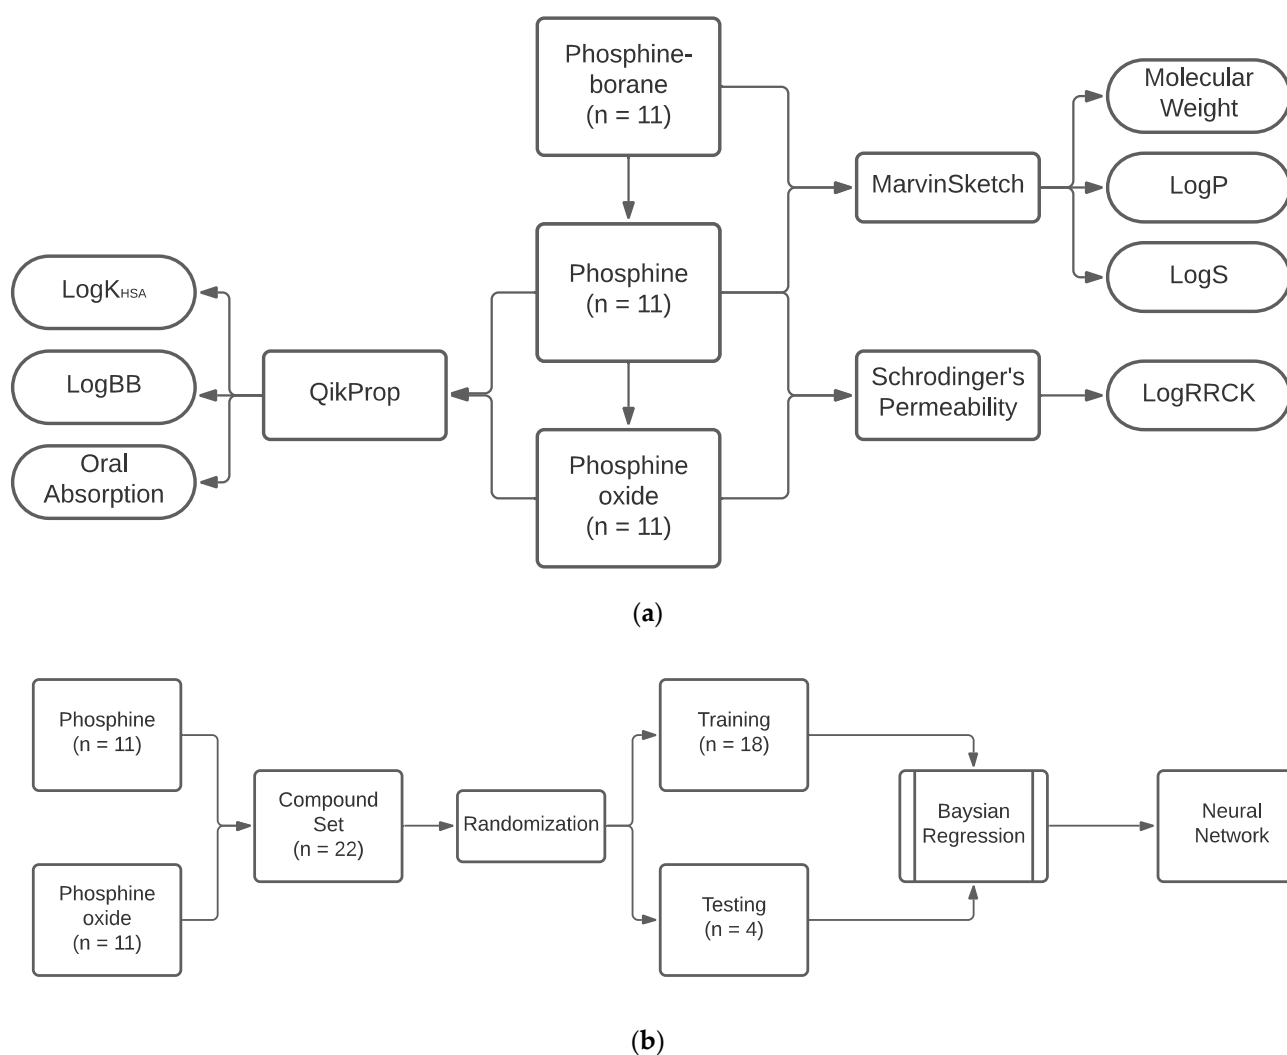 Phosphine-
borane
(n = 11)
Molecular
Weight
MarvinSketch
LogP
Phosphine
(n = 11)
LogS
LogKHSA
LogBB
QikProp
Schrodinger's
Permeability
LogRRCK
Oral
Absorption
Phosphine
oxide
(n = 11)
(a)
Phosphine
(n = 11)
Training
(n = 18)
Compound
Set
(n = 22)
Randomization
Baysian
Regression
Neural
Network
Phosphine
oxide
(n = 11)
Testing
(n = 4)
(b)